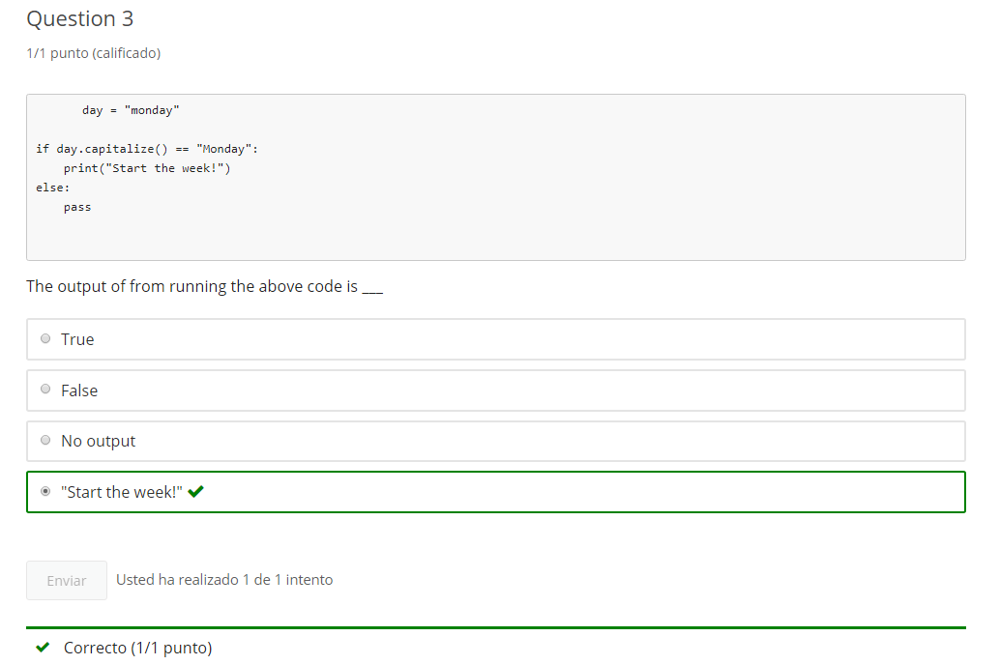 Question 3
1/1 punto (calificado)
day = "monday"
if day.capitalize() == "Monday":
print("Start the week!")
else:
pass
The output of from running the above code is ___
True
False
No output
"Start the week!"
Enviar Usted ha realizado 1 de 1 intento
Correcto (1/1 punto)